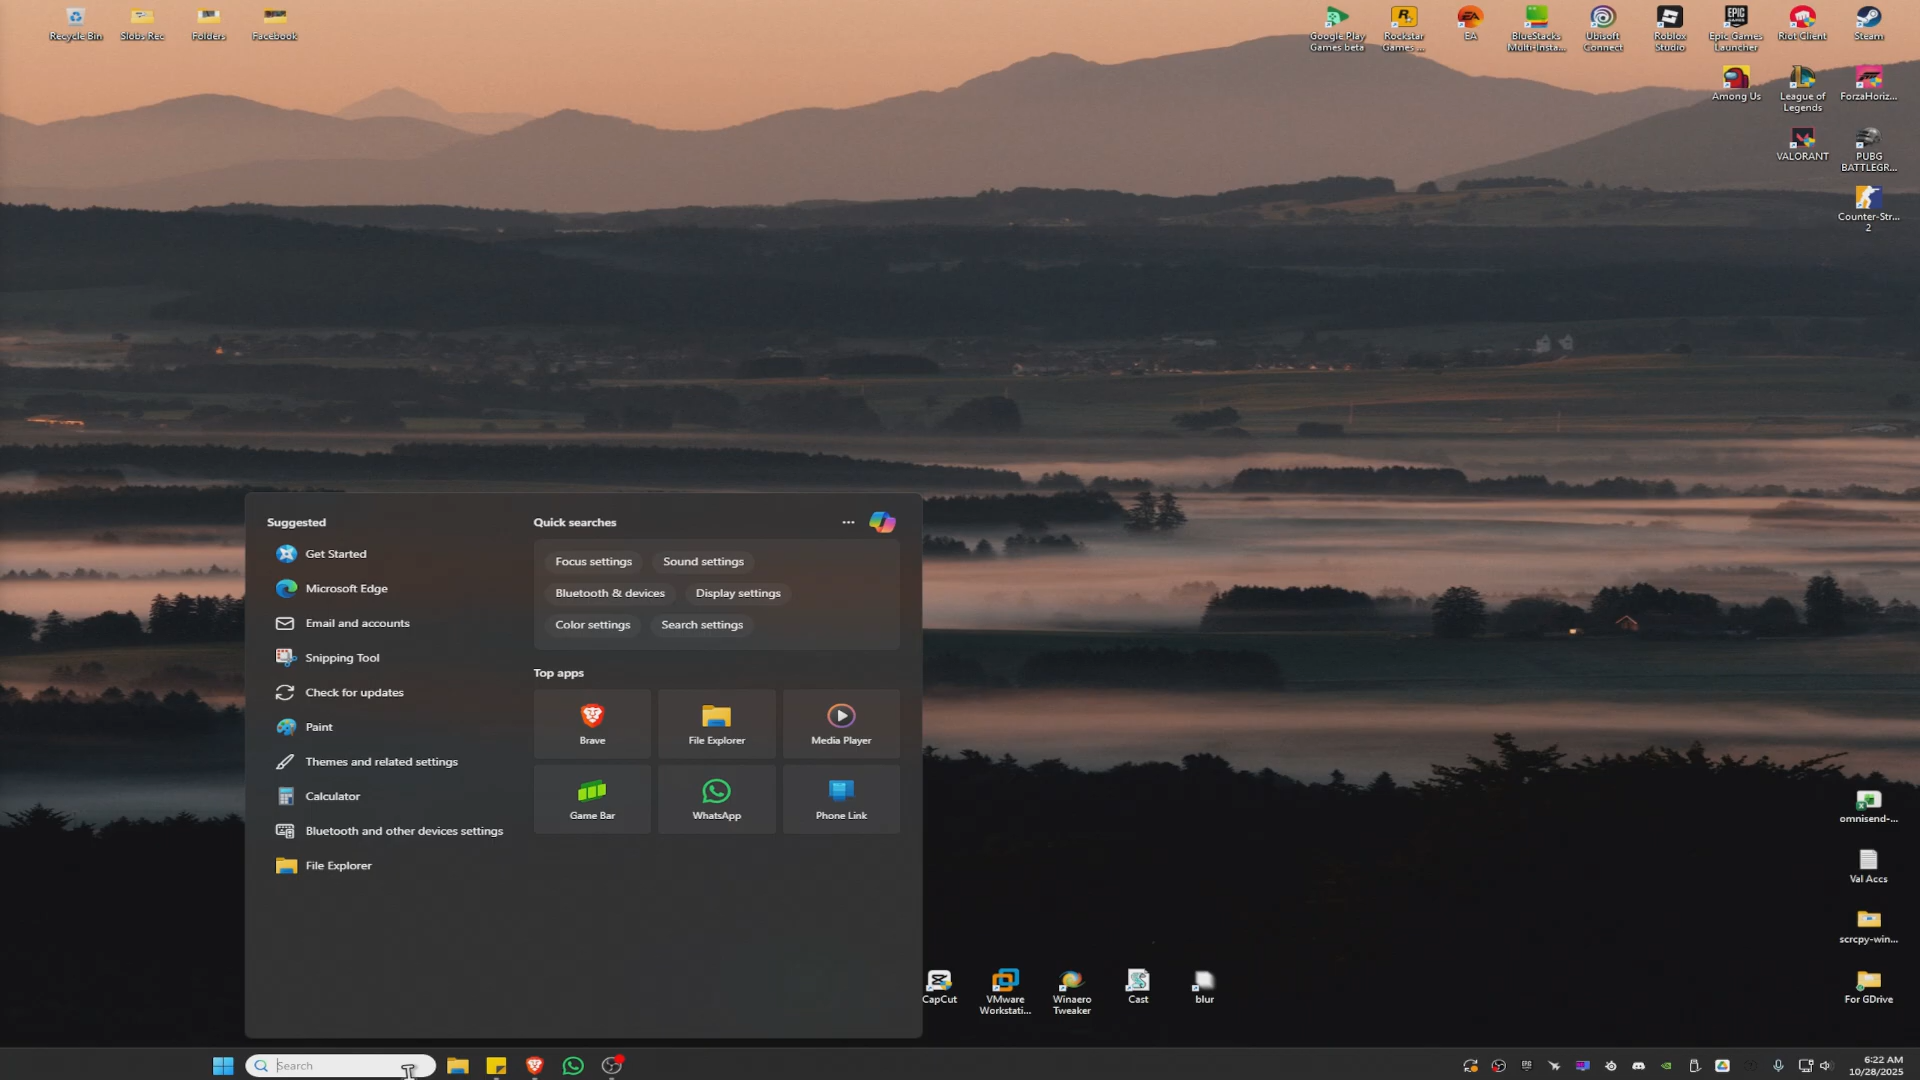 Recycle Bin
Slobs Rec
Folders
Facebook
Google Play
Games beta
Rockstar
Games ...
EA
BlueStacks
Multi-Insta...
Ubisoft
Connect
Roblox
Studio
Epic Games
Launcher
Riot Client
Steam
Among Us
League of
Legends
ForzaHoriz...
VALORANT
PUBG
BATTLEGR...
Counter-Str...
2
Suggested
Get Started
Microsoft Edge
Email and accounts
Snipping Tool
Check for updates
Paint
Themes and related settings
Calculator
Bluetooth and other devices settings
File Explorer
Quick searches
...
Focus settings
Sound settings
Bluetooth & devices
Display settings
Color settings
Search settings
Top apps
Brave
File Explorer
Media Player
Game Bar
WhatsApp
Phone Link
omnisend-...
Val Accs
scrcpy-win...
For GDrive
CapCut
VMware
Workstati...
Winaero
Tweaker
Cast
blur
Search
6:22 AM
10/28/2025